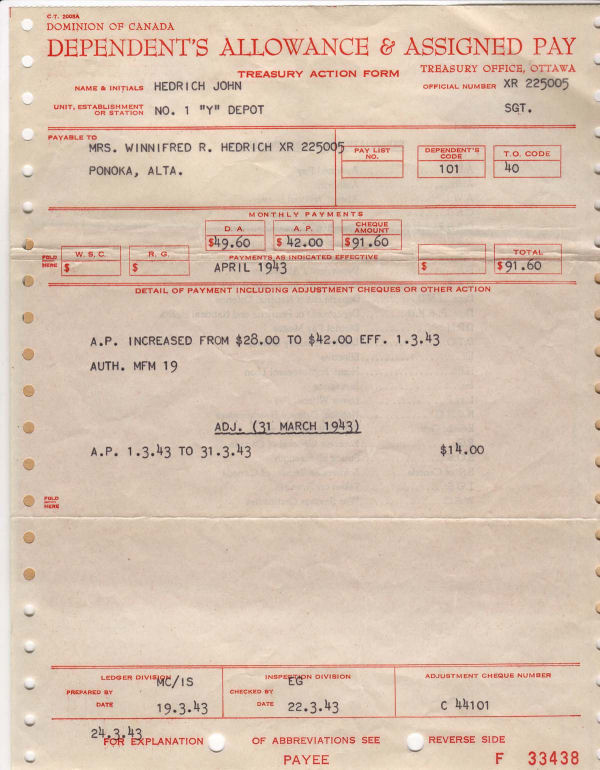 C.T. 2008A
DOMINION OF CANADA
DEPENDENT'S ALLOWANCE & ASSIGNED PAY
TREASURY ACTION FORM
TREASURY OFFICE, OTTAWA
NAME & INITIALS HEDRICH JOHN
OFFICIAL NUMBER XR 225005
UNIT, ESTABLISHMENT OR STATION NO. 1 "Y" DEPOT
SGT.
PAYABLE TO
MRS. WINNIFRED R. HEDRICH XR 225005
PONOKA, ALTA.
PAY LIST NO.
DEPENDENT'S CODE
101
T.O. CODE
40
MONTHLY PAYMENTS
D. A.
$49.60
A. P.
$ 42.00
CHEQUE AMOUNT
$91.60
FOLD HERE
W. S. C.
$
R. G.
$
PAYMENTS AS INDICATED EFFECTIVE
APRIL 1943
$
TOTAL
$91.60
DETAIL OF PAYMENT INCLUDING ADJUSTMENT CHEQUES OR OTHER ACTION
A.P. INCREASED FROM $28.00 TO $42.00 EFF. 1.3.43
AUTH. MFM 19
ADJ. (31 MARCH 1943)
A.P. 1.3.43 TO 31.3.43 $14.00
FOLD HERE
LEDGER DIVISION
PREPARED BY MC/IS
DATE 19.3.43
INSPECTION DIVISION
CHECKED BY EG
DATE 22.3.43
ADJUSTMENT CHEQUE NUMBER
C 44101
24.3.43
FOR EXPLANATION OF ABBREVIATIONS SEE REVERSE SIDE
PAYEE
F 33438